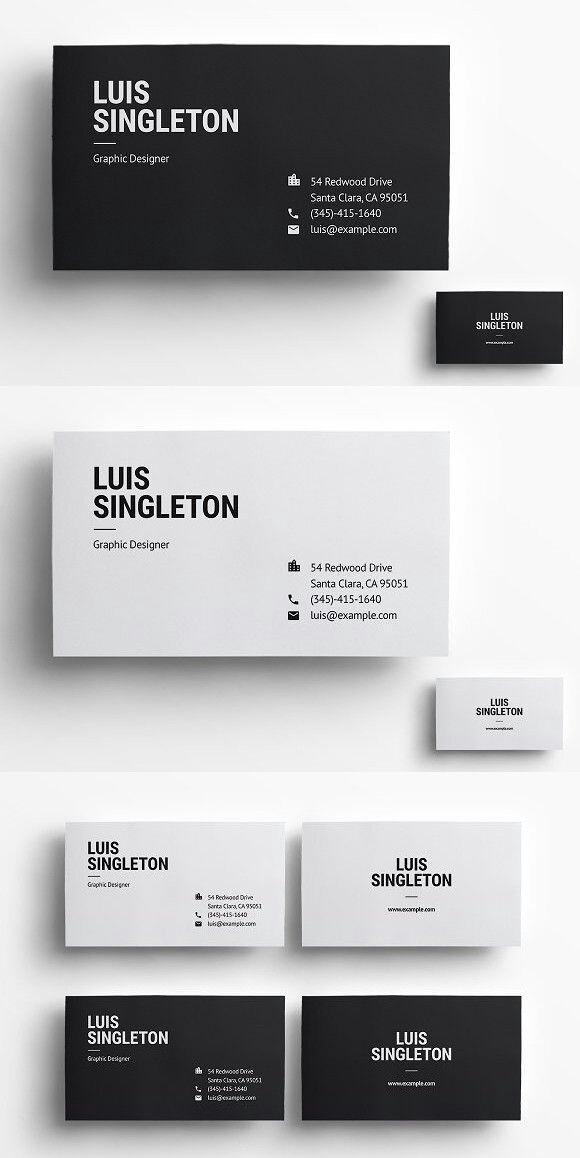 LUIS
SINGLETON
Graphic Designer
54 Redwood Drive
Santa Clara, CA 95051
(345)-415-1640
luis@example.com
LUIS
SINGLETON
www.example.com
LUIS
SINGLETON
Graphic Designer
54 Redwood Drive
Santa Clara, CA 95051
(345)-415-1640
luis@example.com
LUIS
SINGLETON
www.example.com
LUIS
SINGLETON
Graphic Designer
54 Redwood Drive
Santa Clara, CA 95051
(345)-415-1640
luis@example.com
LUIS
SINGLETON
www.example.com
LUIS
SINGLETON
Graphic Designer
54 Redwood Drive
Santa Clara, CA 95051
(345)-415-1640
luis@example.com
LUIS
SINGLETON
www.example.com